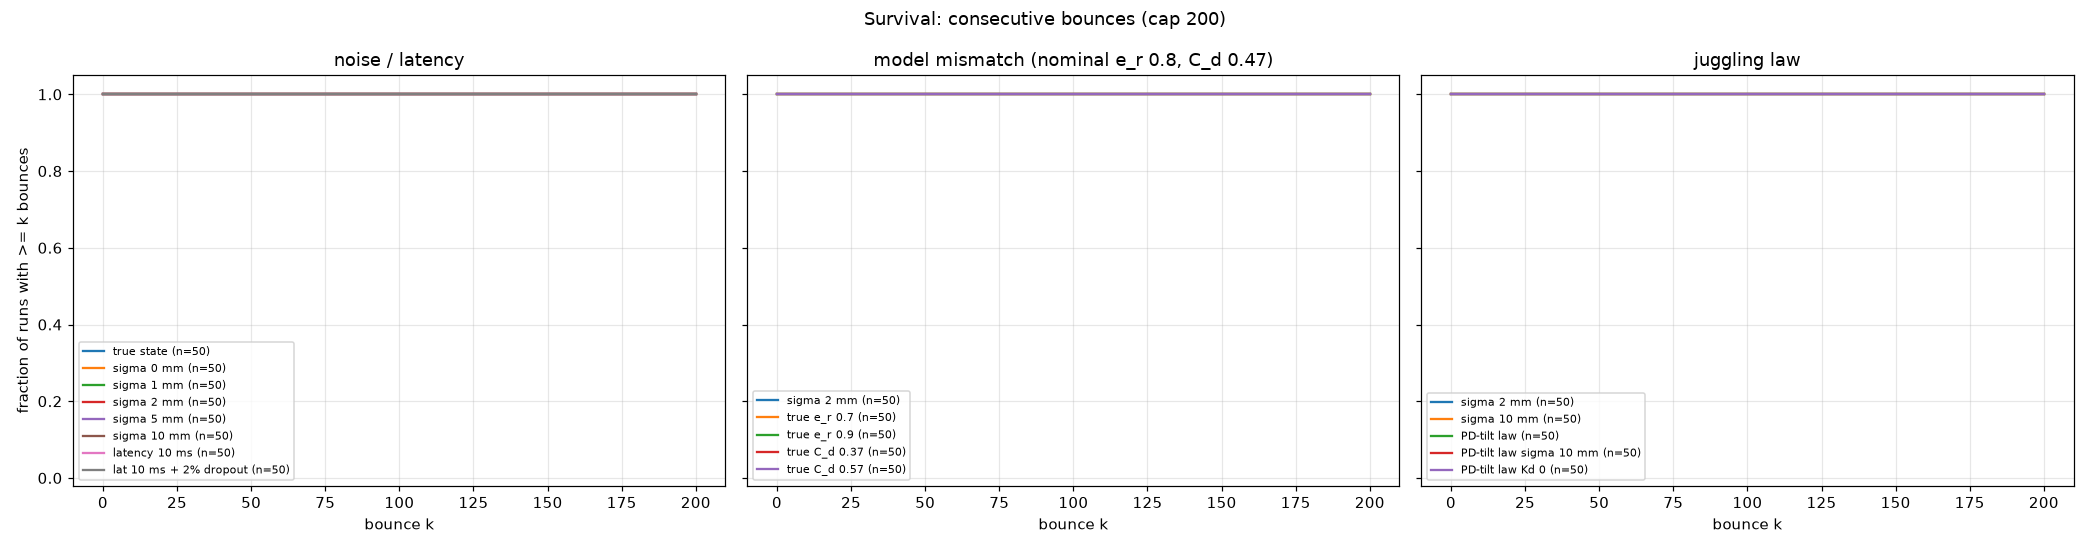 Survival: consecutive bounces (cap 200)
noise / latency
fraction of runs with >= k bounces
1.0
0.8
0.6
0.4
0.2
0.0
true state (n=50)
sigma 0 mm (n=50)
sigma 1 mm (n=50)
sigma 2 mm (n=50)
sigma 5 mm (n=50)
sigma 10 mm (n=50)
latency 10 ms (n=50)
lat 10 ms + 2% dropout (n=50)
0 25 50 75 100 125 150 175 200
bounce k
model mismatch (nominal e_r 0.8, C_d 0.47)
sigma 2 mm (n=50)
true e_r 0.7 (n=50)
true e_r 0.9 (n=50)
true C_d 0.37 (n=50)
true C_d 0.57 (n=50)
0 25 50 75 100 125 150 175 200
bounce k
juggling law
sigma 2 mm (n=50)
sigma 10 mm (n=50)
PD-tilt law (n=50)
PD-tilt law sigma 10 mm (n=50)
PD-tilt law Kd 0 (n=50)
0 25 50 75 100 125 150 175 200
bounce k